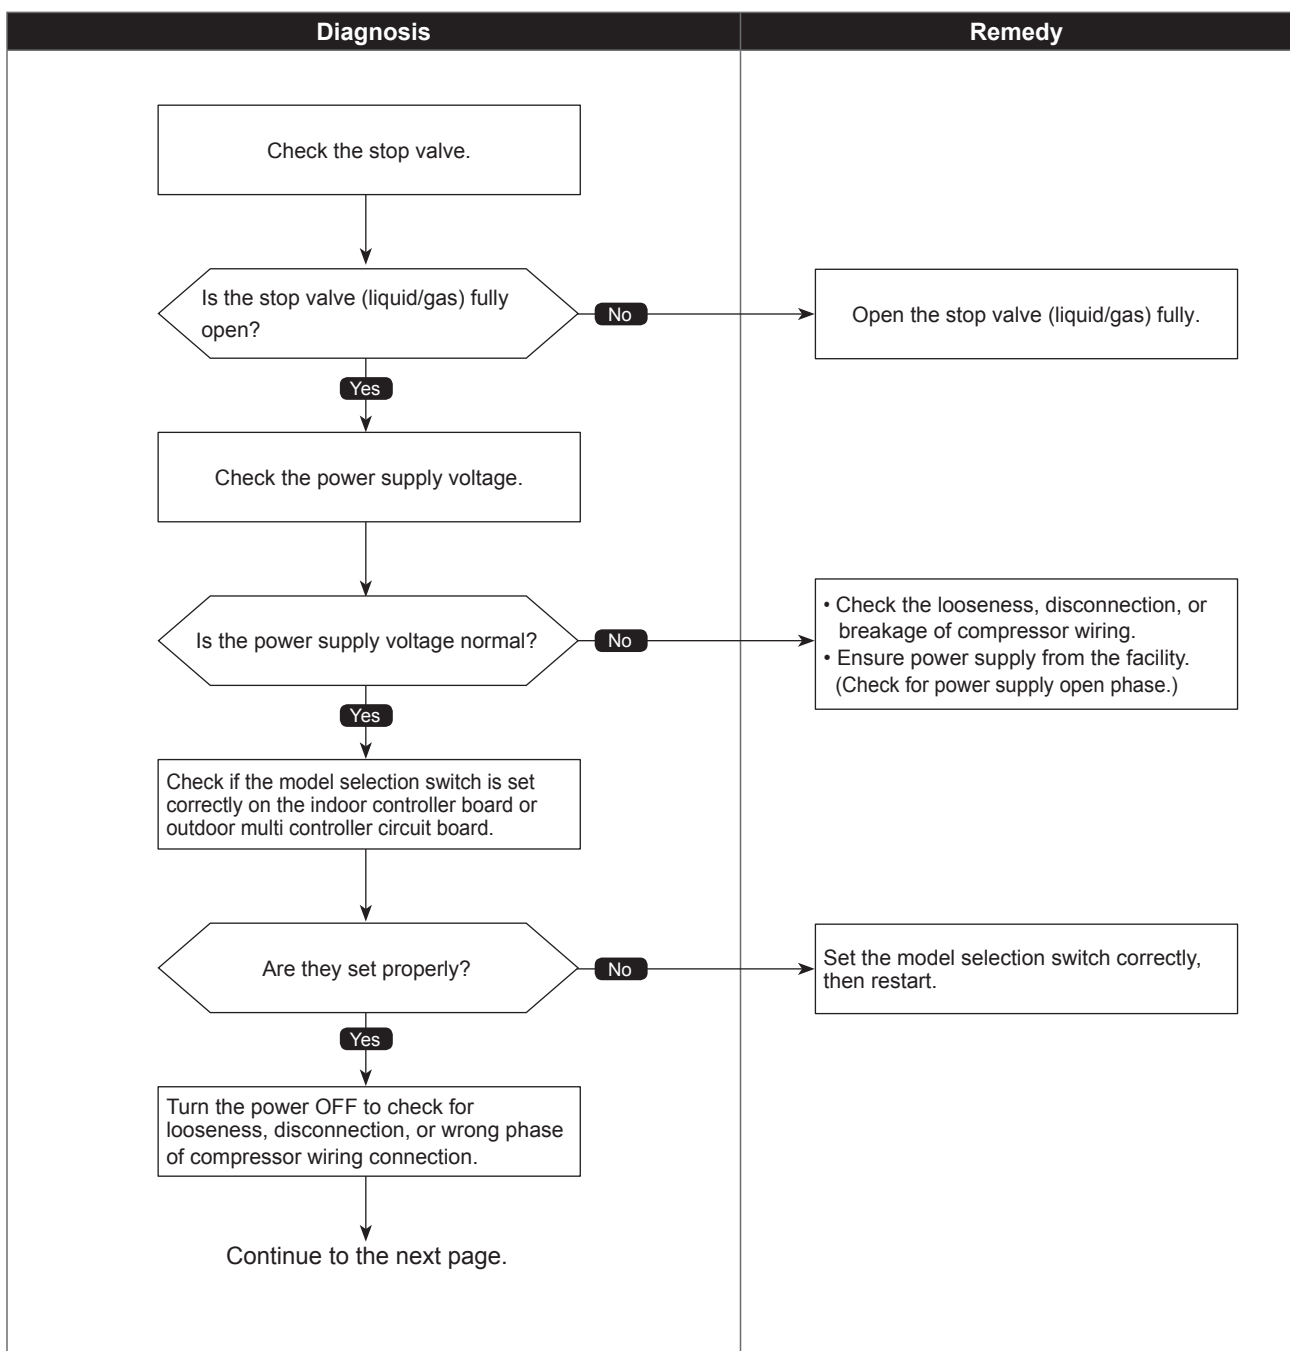 Diagnosis
Remedy
Check the stop valve.
Is the stop valve (liquid/gas) fully
open?
No
Open the stop valve (liquid/gas) fully.
Yes
Check the power supply voltage.
Is the power supply voltage normal?
No
• Check the looseness, disconnection, or
breakage of compressor wiring.
• Ensure power supply from the facility.
(Check for power supply open phase.)
Yes
Check if the model selection switch is set
correctly on the indoor controller board or
outdoor multi controller circuit board.
Are they set properly?
No
Set the model selection switch correctly,
then restart.
Yes
Turn the power OFF to check for
looseness, disconnection, or wrong phase
of compressor wiring connection.
Continue to the next page.